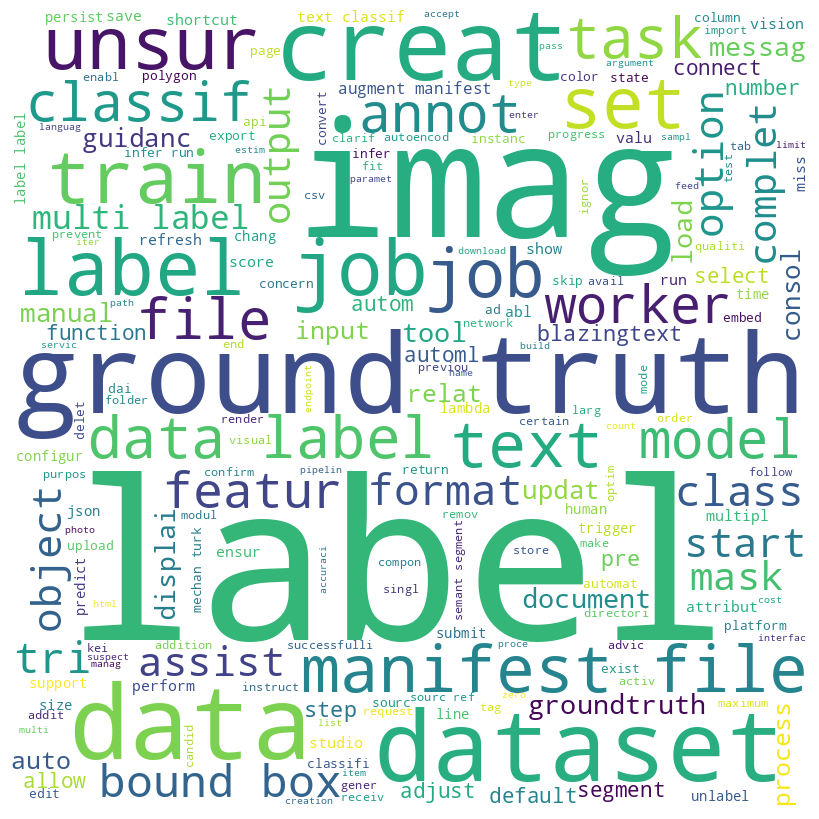 persist save shortcut text classif accept column import vision
unsur creat task messag
page pass
enabl polygon argument connect
classif api augment manifest color state set number
type
label label languag guidanc export convert clarif autoencod instanc annot valu enter option complet miss
infer run estim infer progress sampl tab test limit
train output csv fit paramet imag ignor load feed
multi label
prevent iter refresh chang show qualiti
label job job download select
score concern skip avail run time consol
manual path file autom ad abl worker embed
servic function input tool network blazingtext
end automl previou build
ground truth
dai folder endpoint relat name mode
delet render lambda certain larg order
data label visual text count model
configur
purpos confirm pipelin return optim follow
object json featur format updat class
photo modul remov human multipl
upload displai mechan turk ensur accuraci compon semant segment store trigger make start
predict singl pre automat mask
html label document directori attribut cost
platform
kei addition successfulli submit advic interfac
tri suspect manag assist manifest file exist
support addit perform instruct sourc sourc ref activ
size data step request list zero tag line groundtruth maximum process
multi candid studio
auto classifi dataset
allow bound box item gener adjust default segment unlabel
edit creation receiv proce